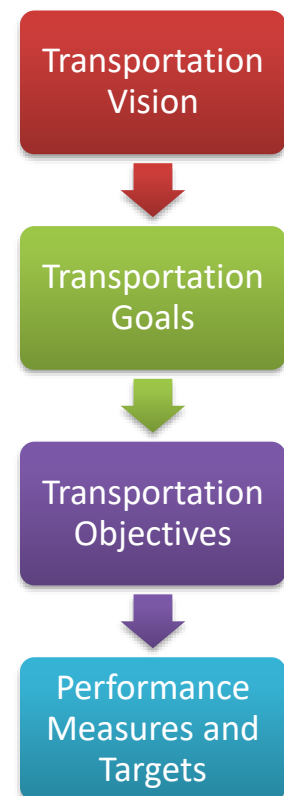 Transportation
Vision
Transportation
Goals
Transportation
Objectives
Performance
Measures and
Targets